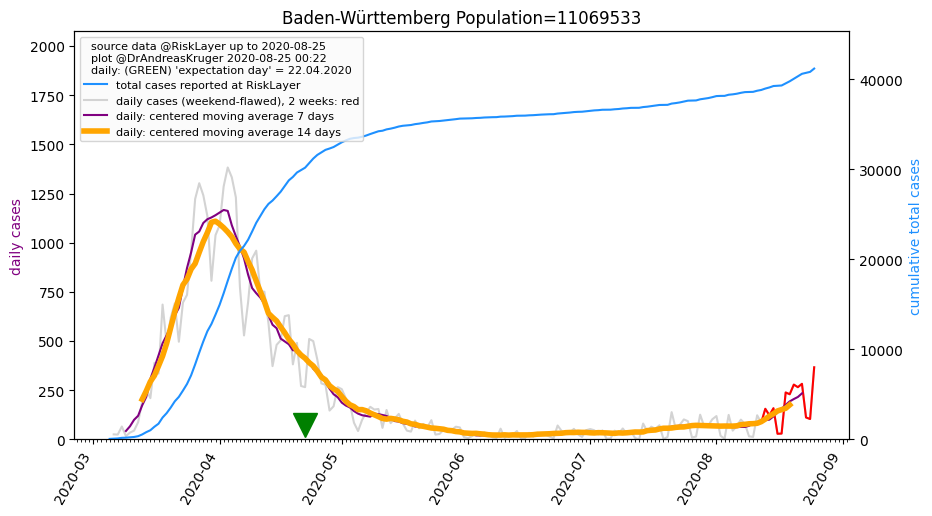 Baden-Württemberg Population=11069533
source data @RiskLayer up to 2020-08-25
plot @DrAndreasKruger 2020-08-25 00:22
daily: (GREEN) 'expectation day' = 22.04.2020
total cases reported at RiskLayer
daily cases (weekend-flawed), 2 weeks: red
daily: centered moving average 7 days
daily: centered moving average 14 days
daily cases
2000
1750
1500
1250
1000
750
500
250
0
cumulative total cases
40000
30000
20000
10000
0
2020-03
2020-04
2020-05
2020-06
2020-07
2020-08
2020-09